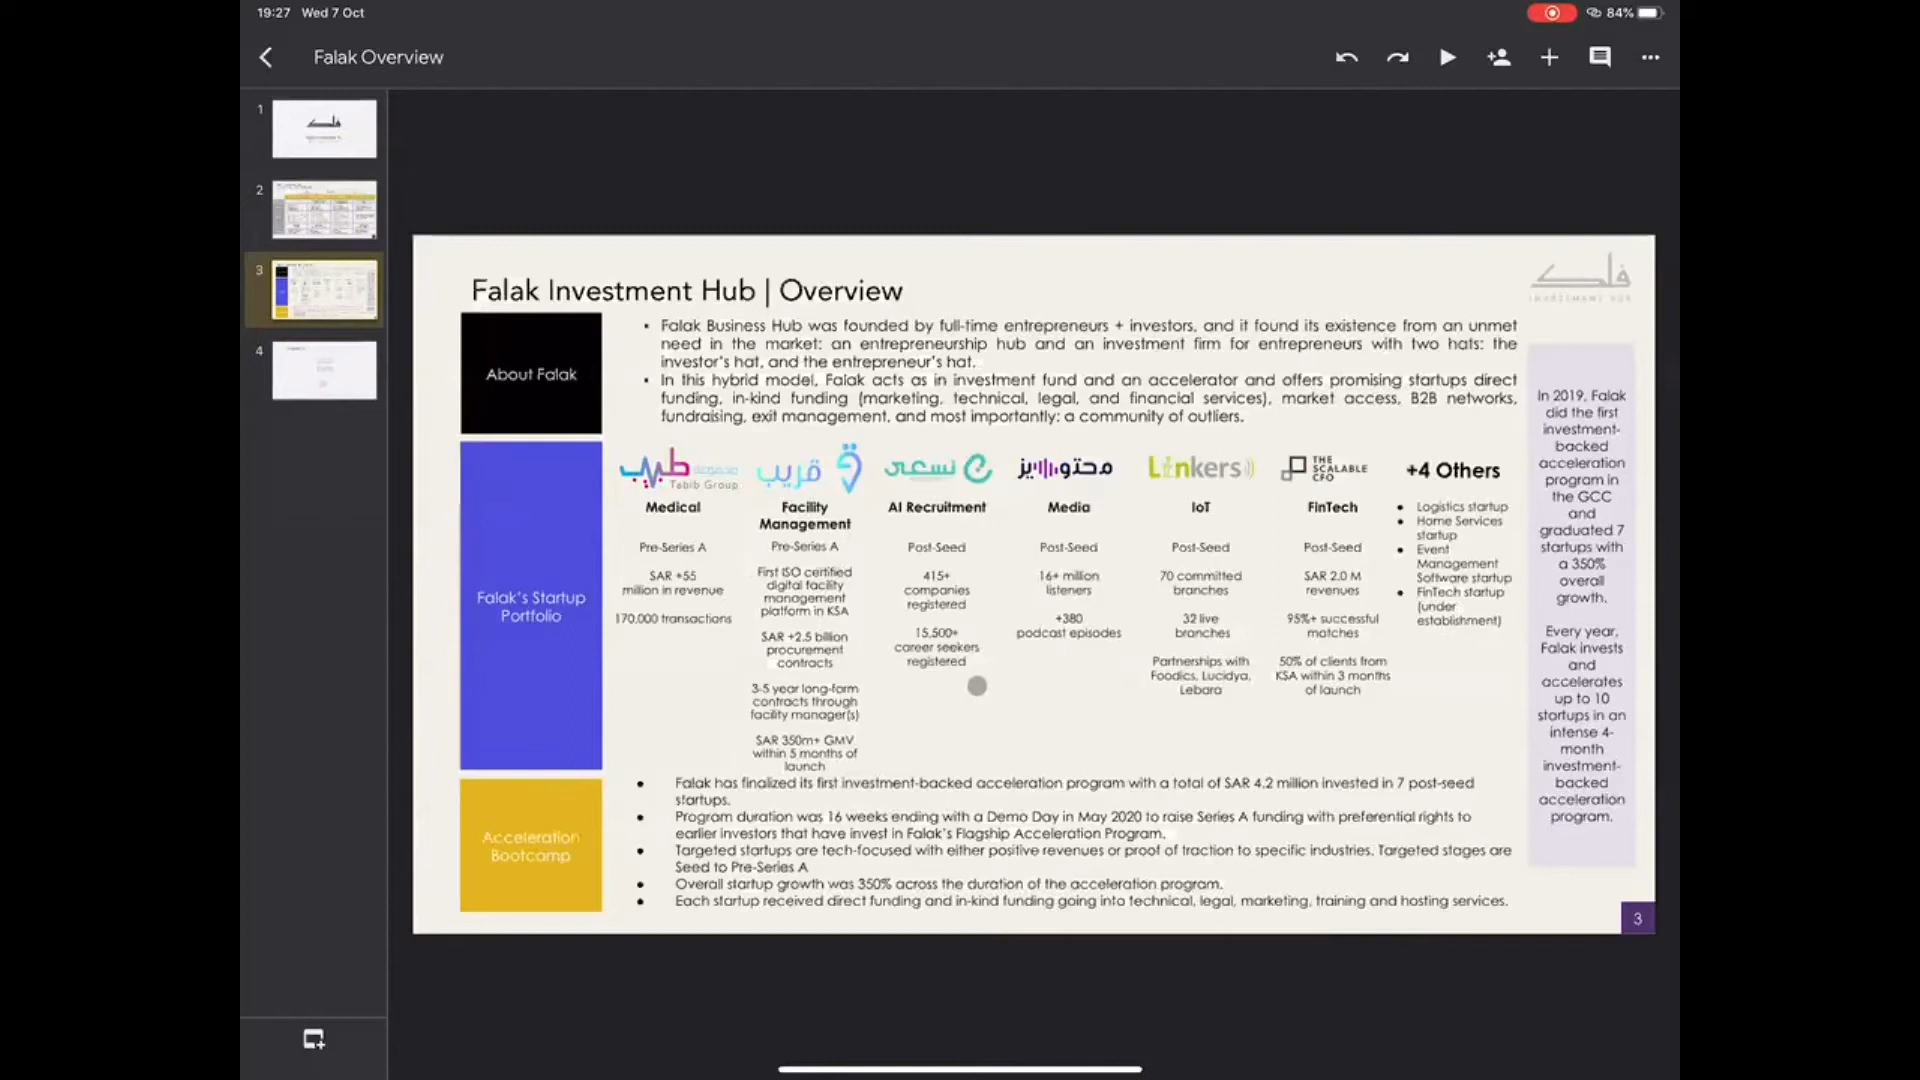 19:27 Wed 7 Oct
84%
Falak Overview
1
2
3
4
Falak Investment Hub | Overview
فلك
INVESTMENT HUB
About Falak
▪ Falak Business Hub was founded by full-time entrepreneurs + investors, and it found its existence from an unmet
need in the market: an entrepreneurship hub and an investment firm for entrepreneurs with two hats: the
investor's hat, and the entrepreneur's hat.
▪ In this hybrid model, Falak acts as in investment fund and an accelerator and offers promising startups direct
funding, in-kind funding (marketing, technical, legal, and financial services), market access, B2B networks,
fundraising, exit management, and most importantly: a community of outliers.
Falak's Startup
Portfolio
مجموعة طبيب
Tabib Group
Medical
Pre-Series A
SAR +55
million in revenue
170,000 transactions
قريب
Facility
Management
Pre-Series A
First ISO certified
digital facility
management
platform in KSA
SAR +2.5 billion
procurement
contracts
3-5 year long-form
contracts through
facility manager(s)
SAR 350m+ GMV
within 5 months of
launch
نسعى
AI Recruitment
Post-Seed
415+
companies
registered
15,500+
career seekers
registered
Media
Post-Seed
16+ million
listeners
+380
podcast episodes
Linkers
IoT
Post-Seed
70 committed
branches
32 live
branches
Partnerships with
Foodics, Lucidya,
Lebara
THE
SCALABLE
CFO
FinTech
Post-Seed
SAR 2.0 M
revenues
95%+ successful
matches
50% of clients from
KSA within 3 months
of launch
+4 Others
• Logistics startup
• Home Services
startup
• Event
Management
Software startup
• FinTech startup
(under
establishment)
Acceleration
Bootcamp
• Falak has finalized its first investment-backed acceleration program with a total of SAR 4.2 million invested in 7 post-seed
startups.
• Program duration was 16 weeks ending with a Demo Day in May 2020 to raise Series A funding with preferential rights to
earlier investors that have invest in Falak's Flagship Acceleration Program.
• Targeted startups are tech-focused with either positive revenues or proof of traction to specific industries. Targeted stages are
Seed to Pre-Series A
• Overall startup growth was 350% across the duration of the acceleration program.
• Each startup received direct funding and in-kind funding going into technical, legal, marketing, training and hosting services.
In 2019, Falak
did the first
investment-
backed
acceleration
program in
the GCC
and
graduated 7
startups with
a 350%
overall
growth.
Every year,
Falak invests
and
accelerates
up to 10
startups in an
intense 4-
month
investment-
backed
acceleration
program.
3